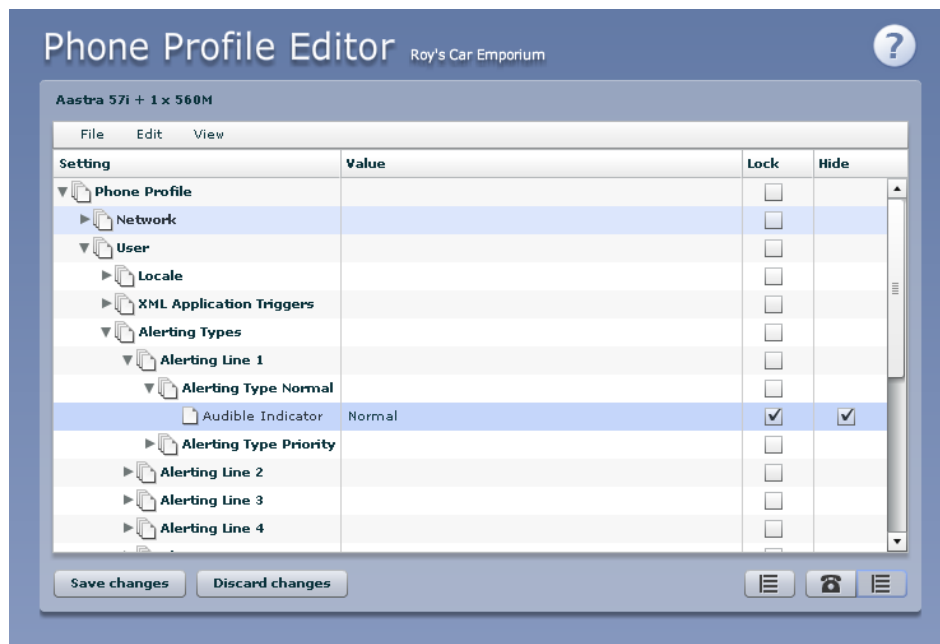 Phone Profile Editor Roy's Car Emporium ?
Aastra 57i + 1 x 560M
File Edit View
Setting Value Lock Hide
Phone Profile
Network
User
Locale
XML Application Triggers
Alerting Types
Alerting Line 1
Alerting Type Normal
Audible Indicator Normal
Alerting Type Priority
Alerting Line 2
Alerting Line 3
Alerting Line 4
Save changes Discard changes